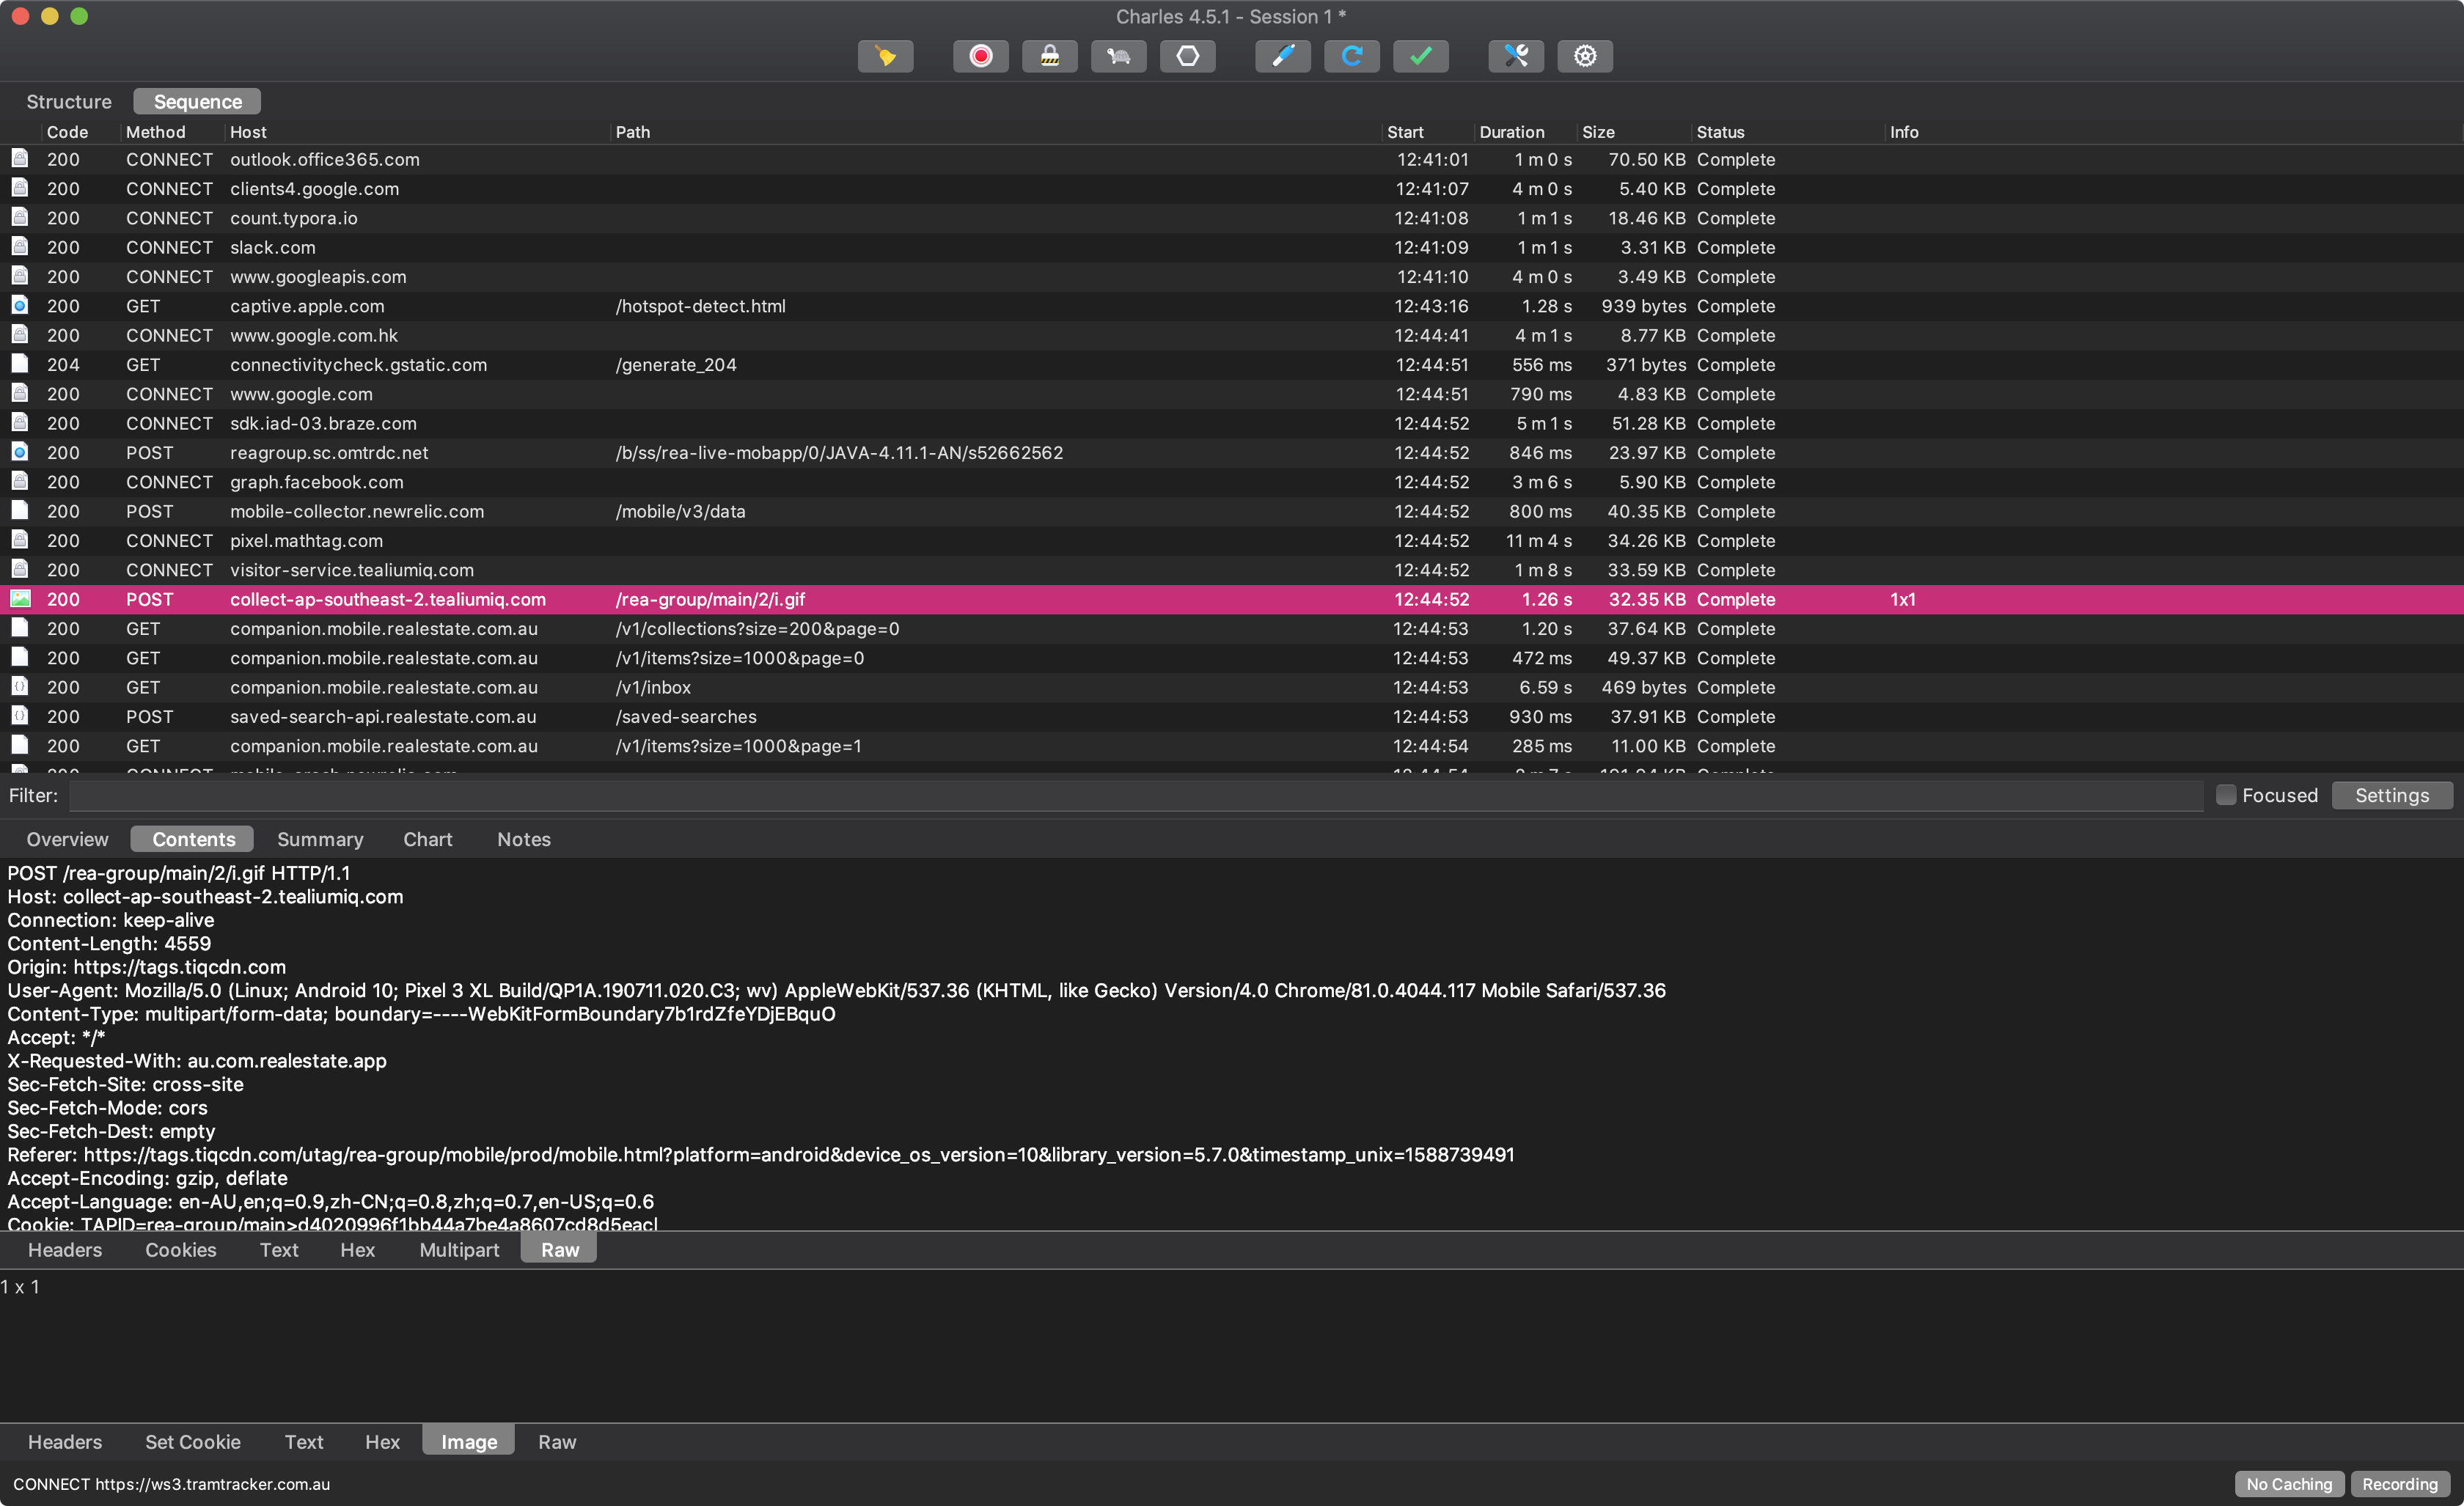 Charles 4.5.1 - Session 1 *
Structure Sequence
Code Method Host Path Start Duration Size Status Info
200 CONNECT outlook.office365.com 12:41:01 1 m 0 s 70.50 KB Complete
200 CONNECT clients4.google.com 12:41:07 4 m 0 s 5.40 KB Complete
200 CONNECT count.typora.io 12:41:08 1 m 1 s 18.46 KB Complete
200 CONNECT slack.com 12:41:09 1 m 1 s 3.31 KB Complete
200 CONNECT www.googleapis.com 12:41:10 4 m 0 s 3.49 KB Complete
200 GET captive.apple.com /hotspot-detect.html 12:43:16 1.28 s 939 bytes Complete
200 CONNECT www.google.com.hk 12:44:41 4 m 1 s 8.77 KB Complete
204 GET connectivitycheck.gstatic.com /generate_204 12:44:51 556 ms 371 bytes Complete
200 CONNECT www.google.com 12:44:51 790 ms 4.83 KB Complete
200 CONNECT sdk.iad-03.braze.com 12:44:52 5 m 1 s 51.28 KB Complete
200 POST reagroup.sc.omtrdc.net /b/ss/rea-live-mobapp/0/JAVA-4.11.1-AN/s52662562 12:44:52 846 ms 23.97 KB Complete
200 CONNECT graph.facebook.com 12:44:52 3 m 6 s 5.90 KB Complete
200 POST mobile-collector.newrelic.com /mobile/v3/data 12:44:52 800 ms 40.35 KB Complete
200 CONNECT pixel.mathtag.com 12:44:52 11 m 4 s 34.26 KB Complete
200 CONNECT visitor-service.tealiumiq.com 12:44:52 1 m 8 s 33.59 KB Complete
200 POST collect-ap-southeast-2.tealiumiq.com /rea-group/main/2/i.gif 12:44:52 1.26 s 32.35 KB Complete 1x1
200 GET companion.mobile.realestate.com.au /v1/collections?size=200&page=0 12:44:53 1.20 s 37.64 KB Complete
200 GET companion.mobile.realestate.com.au /v1/items?size=1000&page=0 12:44:53 472 ms 49.37 KB Complete
200 GET companion.mobile.realestate.com.au /v1/inbox 12:44:53 6.59 s 469 bytes Complete
200 POST saved-search-api.realestate.com.au /saved-searches 12:44:53 930 ms 37.91 KB Complete
200 GET companion.mobile.realestate.com.au /v1/items?size=1000&page=1 12:44:54 285 ms 11.00 KB Complete
Filter: Focused Settings
Overview Contents Summary Chart Notes
POST /rea-group/main/2/i.gif HTTP/1.1
Host: collect-ap-southeast-2.tealiumiq.com
Connection: keep-alive
Content-Length: 4559
Origin: https://tags.tiqcdn.com
User-Agent: Mozilla/5.0 (Linux; Android 10; Pixel 3 XL Build/QP1A.190711.020.C3; wv) AppleWebKit/537.36 (KHTML, like Gecko) Version/4.0 Chrome/81.0.4044.117 Mobile Safari/537.36
Content-Type: multipart/form-data; boundary=----WebKitFormBoundary7b1rdZfeYDjEBquO
Accept: */*
X-Requested-With: au.com.realestate.app
Sec-Fetch-Site: cross-site
Sec-Fetch-Mode: cors
Sec-Fetch-Dest: empty
Referer: https://tags.tiqcdn.com/utag/rea-group/mobile/prod/mobile.html?platform=android&device_os_version=10&library_version=5.7.0&timestamp_unix=1588739491
Accept-Encoding: gzip, deflate
Accept-Language: en-AU,en;q=0.9,zh-CN;q=0.8,zh;q=0.7,en-US;q=0.6
Cookie: TAPID=rea-group/main>d4020996f1bb44a7be4a8607cd8d5eac|
Headers Cookies Text Hex Multipart Raw
1 x 1
Headers Set Cookie Text Hex Image Raw
CONNECT https://ws3.tramtracker.com.au No Caching Recording